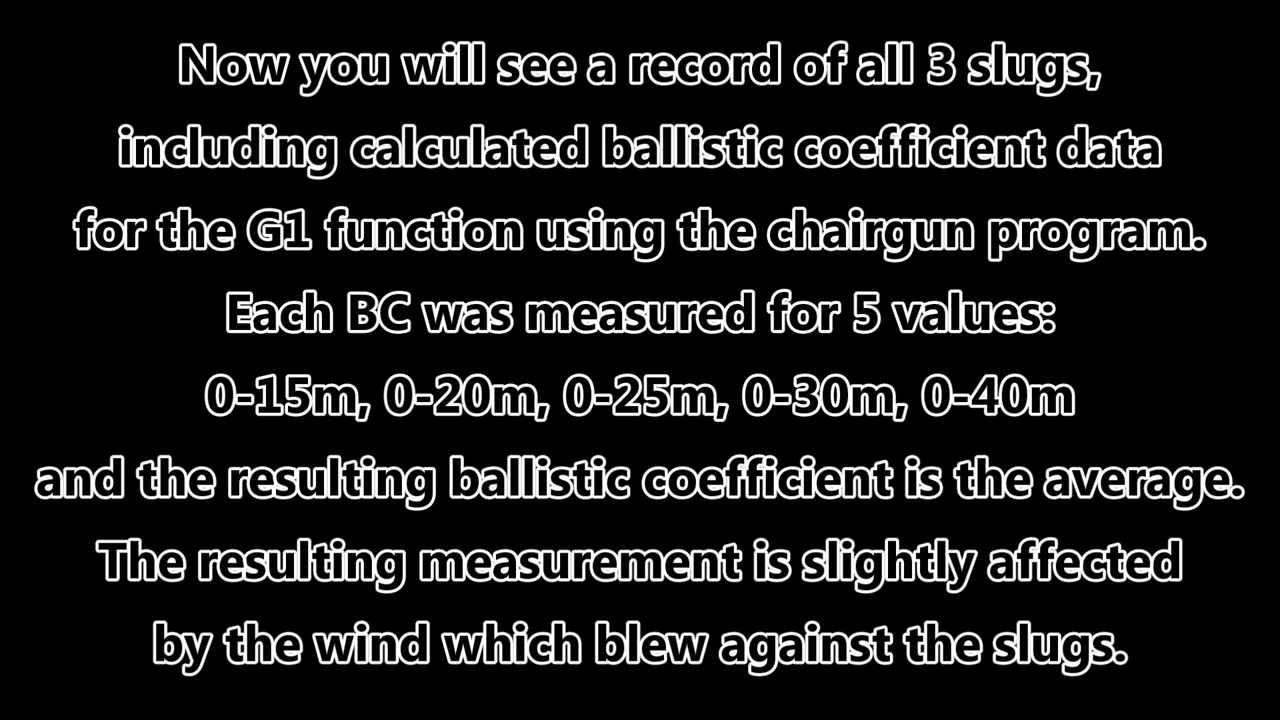 Now you will see a record of all 3 slugs,
including calculated ballistic coefficient data
for the G1 function using the chairgun program.
Each BC was measured for 5 values:
0-15m, 0-20m, 0-25m, 0-30m, 0-40m
and the resulting ballistic coefficient is the average.
The resulting measurement is slightly affected
by the wind which blew against the slugs.